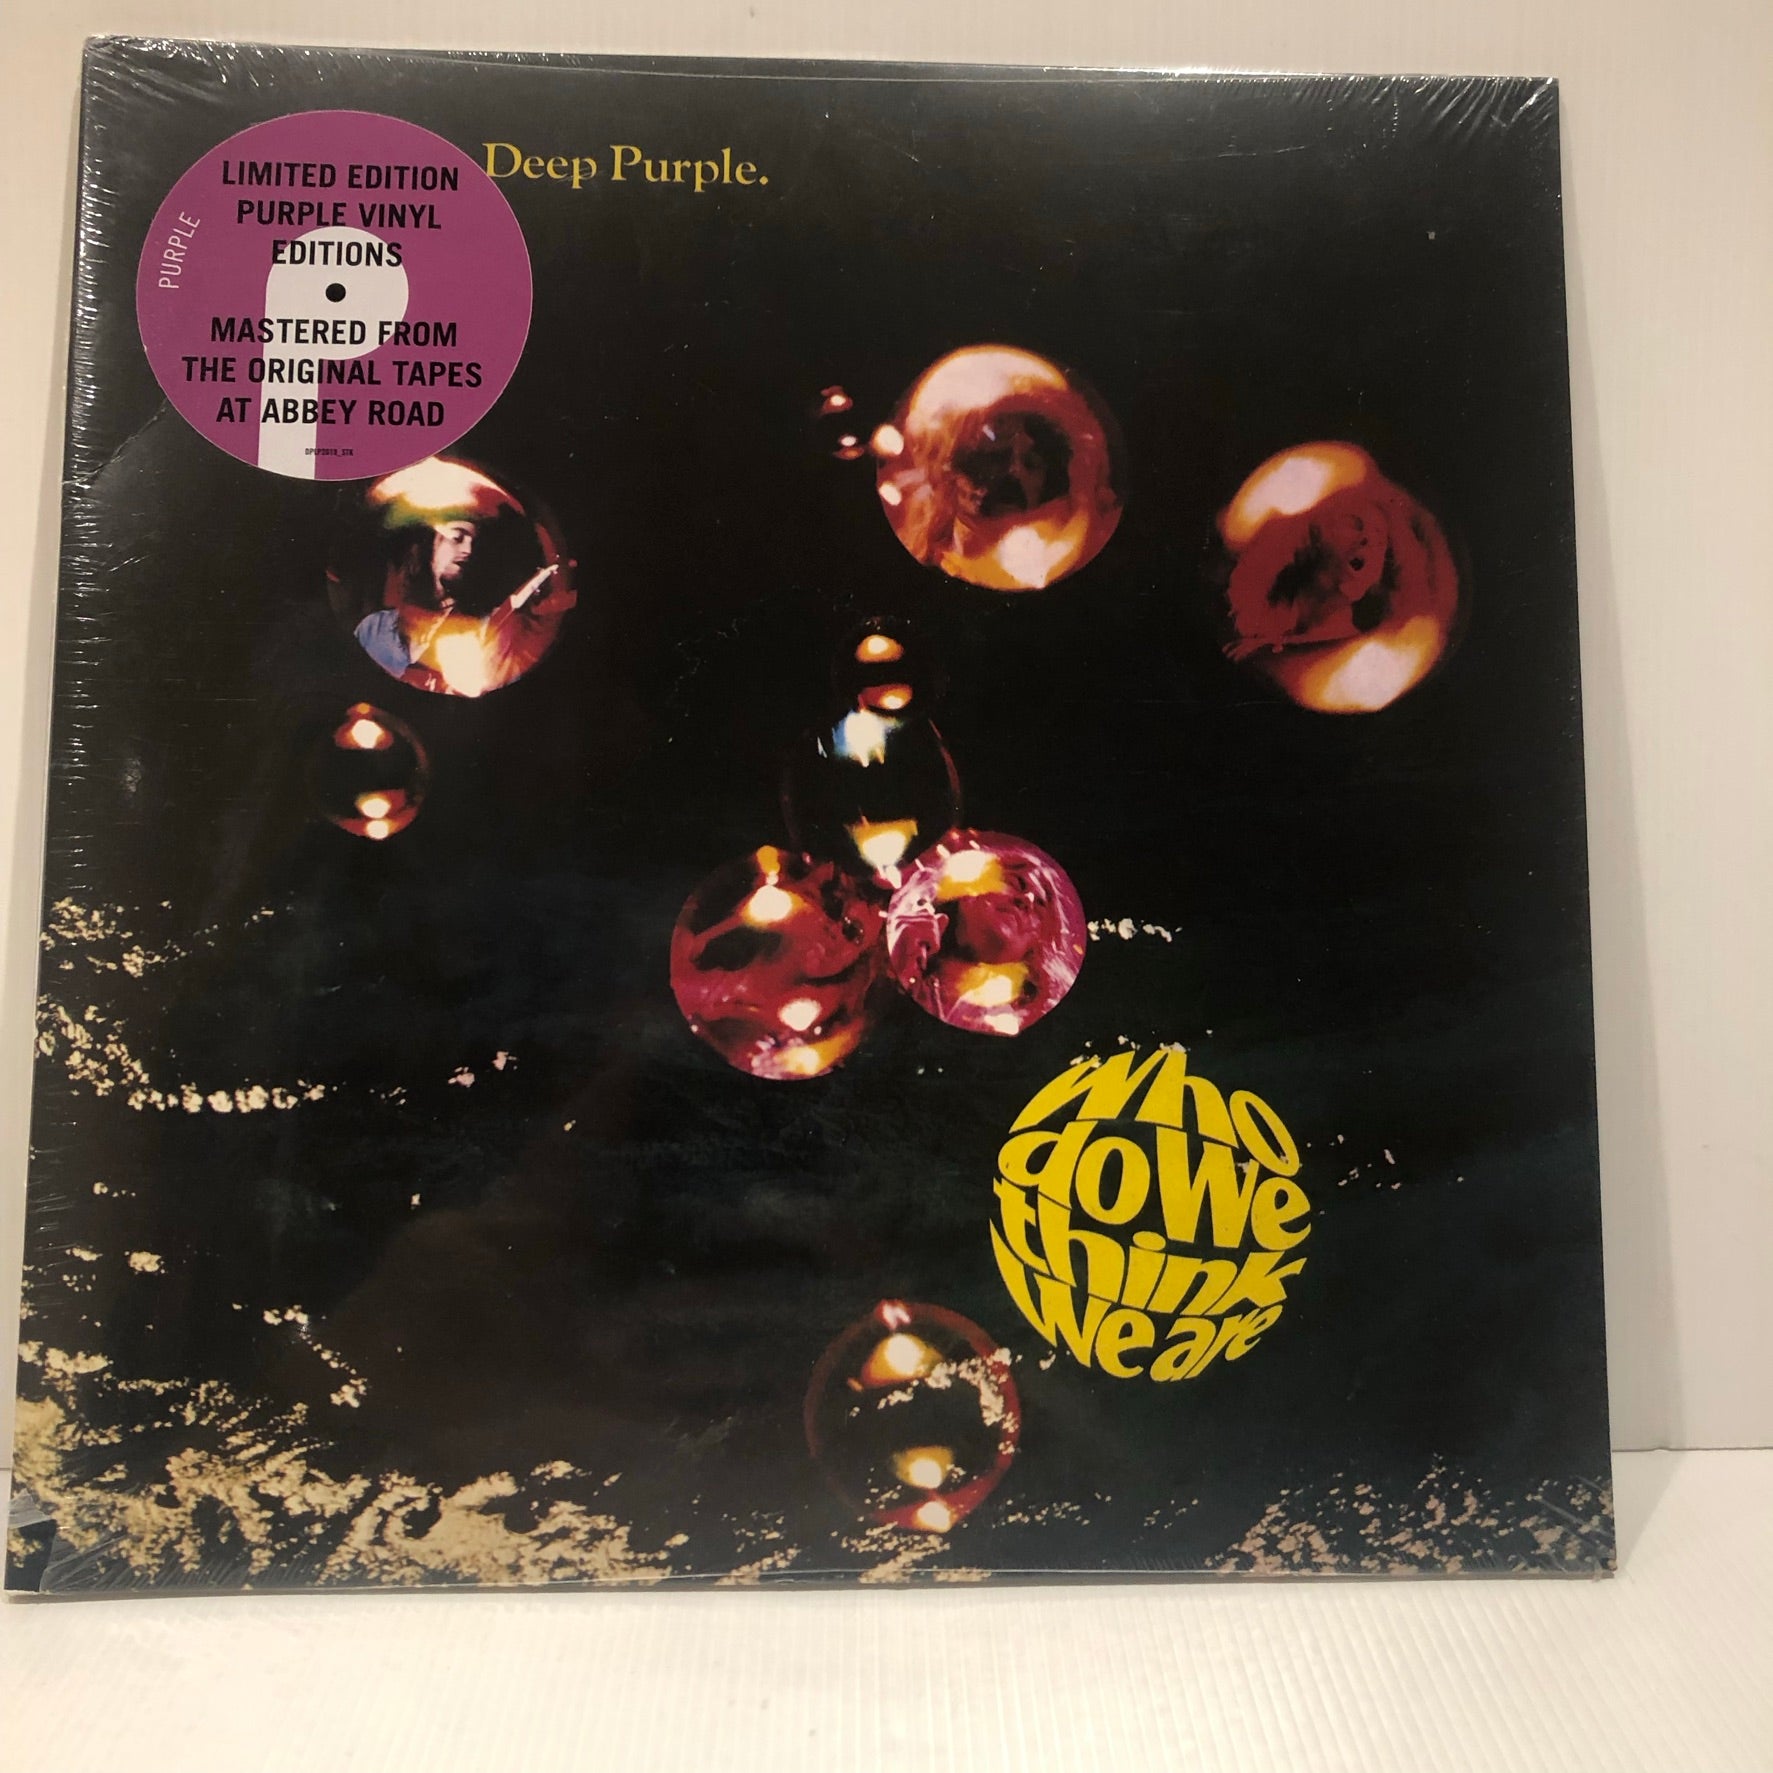 LIMITED EDITION
PURPLE VINYL
EDITIONS
PURPLE
MASTERED FROM
THE ORIGINAL TAPES
AT ABBEY ROAD
Deep Purple.
Who
do We
think
We are